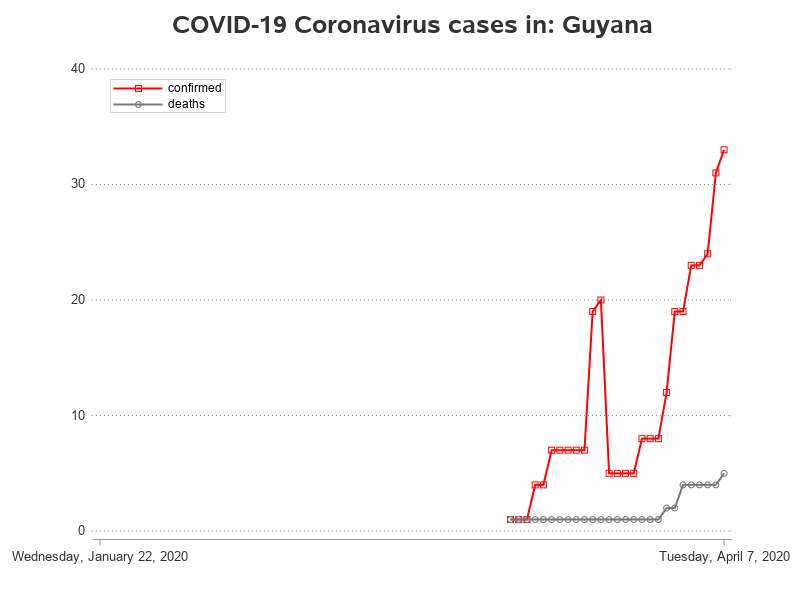 COVID-19 Coronavirus cases in: Guyana
40
confirmed
deaths
30
20
10
0
Wednesday, January 22, 2020
Tuesday, April 7, 2020